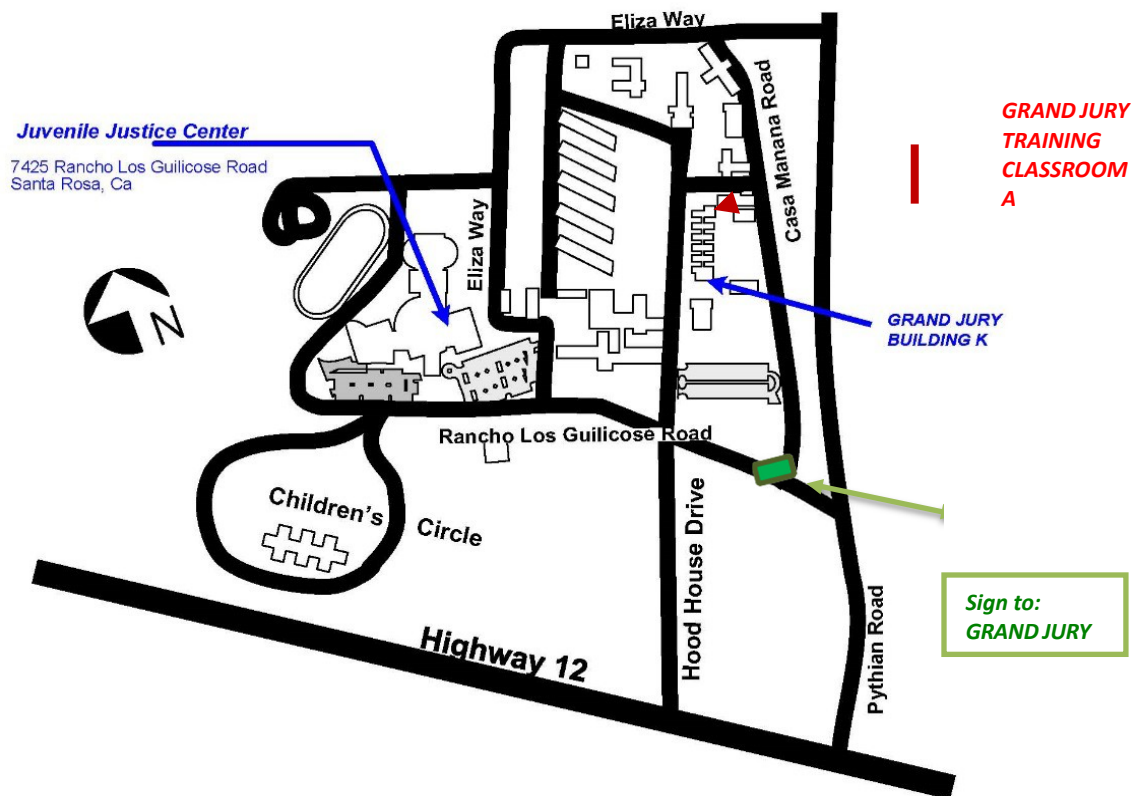 Eliza Way
Juvenile Justice Center
7425 Rancho Los Guilicose Road
Santa Rosa, Ca
GRAND JURY
TRAINING
CLASSROOM
A
Casa Manana Road
Eliza Way
N
GRAND JURY
BUILDING K
Rancho Los Guilicose Road
Children's
Circle
Hood House Drive
Sign to:
GRAND JURY
Pythian Road
Highway 12